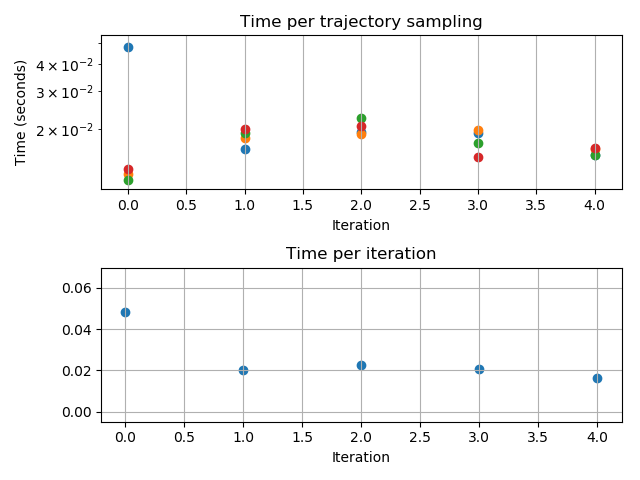 Time per trajectory sampling
Time (seconds)
4 × 10⁻²
3 × 10⁻²
2 × 10⁻²
0.0 0.5 1.0 1.5 2.0 2.5 3.0 3.5 4.0
Iteration
Time per iteration
0.06
0.04
0.02
0.00
0.0 0.5 1.0 1.5 2.0 2.5 3.0 3.5 4.0
Iteration